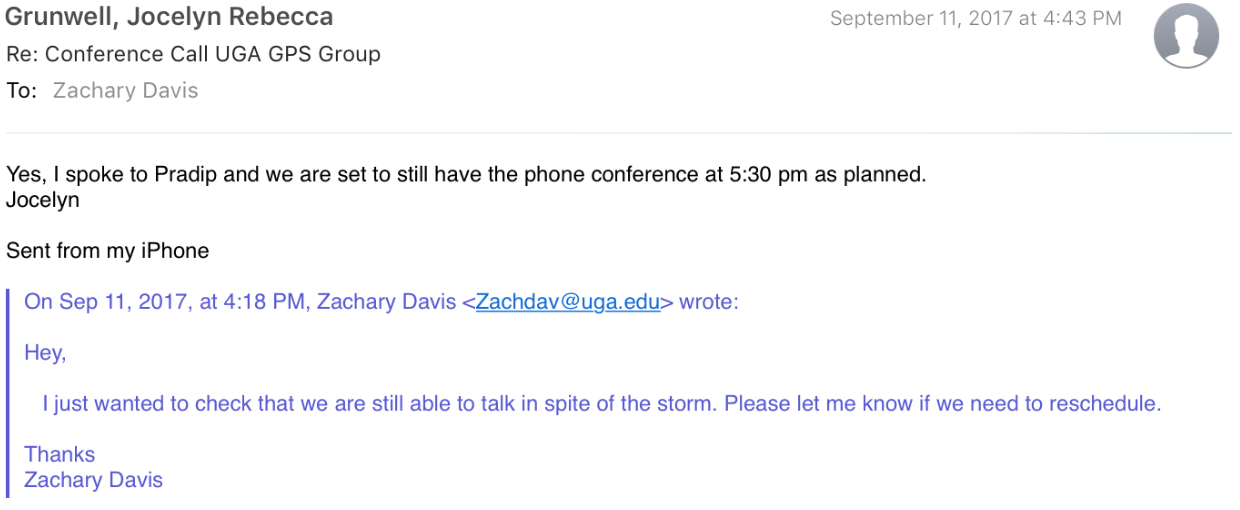 Grunwell, Jocelyn Rebecca
September 11, 2017 at 4:43 PM
Re: Conference Call UGA GPS Group
To: Zachary Davis
Yes, I spoke to Pradip and we are set to still have the phone conference at 5:30 pm as planned.
Jocelyn
Sent from my iPhone
On Sep 11, 2017, at 4:18 PM, Zachary Davis <Zachdav@uga.edu> wrote:
Hey,
I just wanted to check that we are still able to talk in spite of the storm. Please let me know if we need to reschedule.
Thanks
Zachary Davis